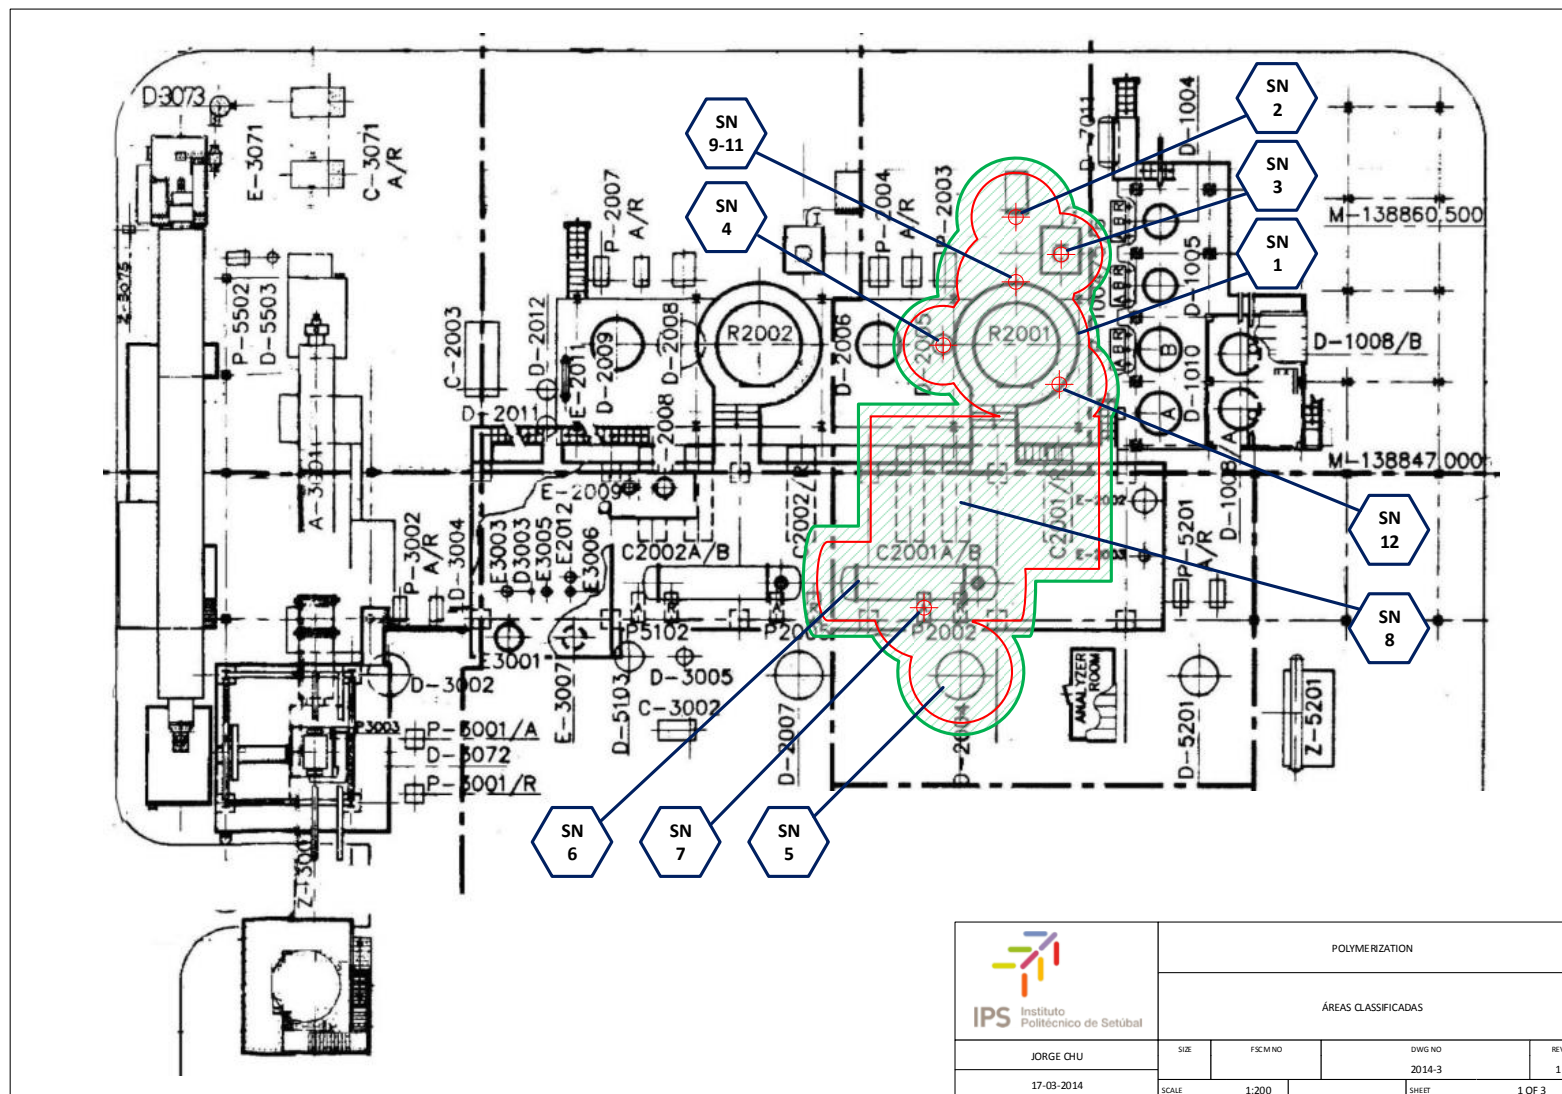 D-3073
E-3071
C-3071
A/R
Z-3075
P-5502
D-5503
A-3011
C-2003
D-2012
D-2011
E-2011
D-2009
P-2007
A/R
D-2008
E-2008
R2002
D-2006
P-2004
A/R
P-2003
D-2005
R2001
D-7011
D-1004
D-1005
D-1010
B
A
D-1008/B
D-1008/A
M-138860,500
M-138847,000
SN
9-11
SN
4
SN
2
SN
3
SN
1
SN
12
SN
8
SN
6
SN
7
SN
5
E-2009
C2002/R
C2002A/B
C2001A/B
C2001/R
E-2002
E-2003
P-5201
A/R
P-3002
A/R
D-3004
E3003
D3003
E3005
E2012
E3006
P5102
P2005
P2002
E3001
E-3007
D-5103
D-3005
C-3002
D-3002
D-2007
D-2004
ANALYZER
ROOM
D-5201
Z-5201
P3003
P-3001/A
D-3072
P-3001/R
Z-13001
IPS Instituto
Politécnico de Setúbal
POLYMERIZATION
ÁREAS CLASSIFICADAS
JORGE CHU
17-03-2014
SIZE
FSCM NO
DWG NO
2014-3
REV
1
SCALE
1:200
SHEET
1 OF 3